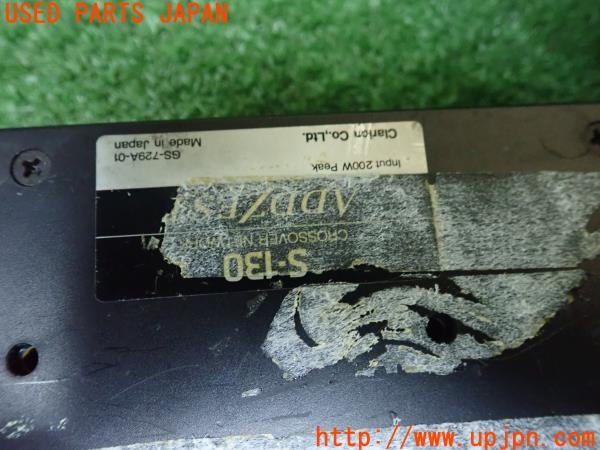 USED PARTS JAPAN
S-130
CROSSOVER NETWORK
ADDZEST
Input 200W Peak
Clarion Co.,Ltd.
Made in Japan
GS-729A-01
http://www.upjpn.com